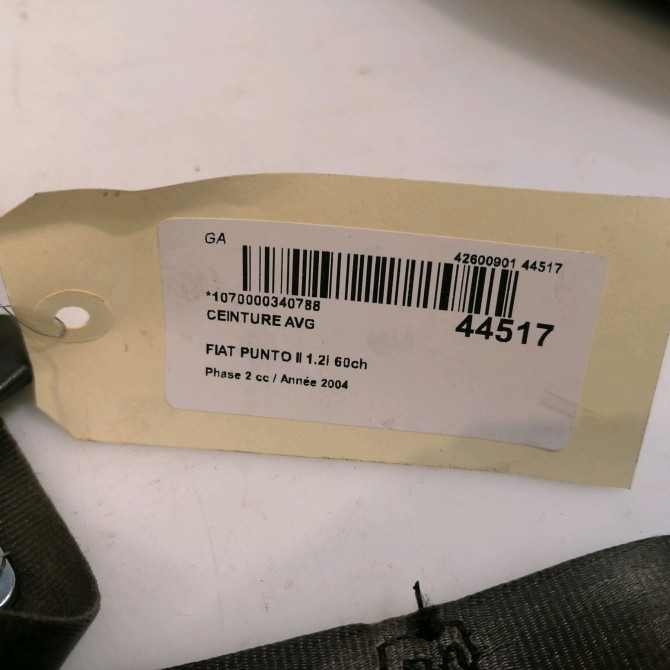 GA
42600901 44517
*1070000340788
CEINTURE AVG
44517
FIAT PUNTO II 1.2i 60ch
Phase 2 cc / Année 2004